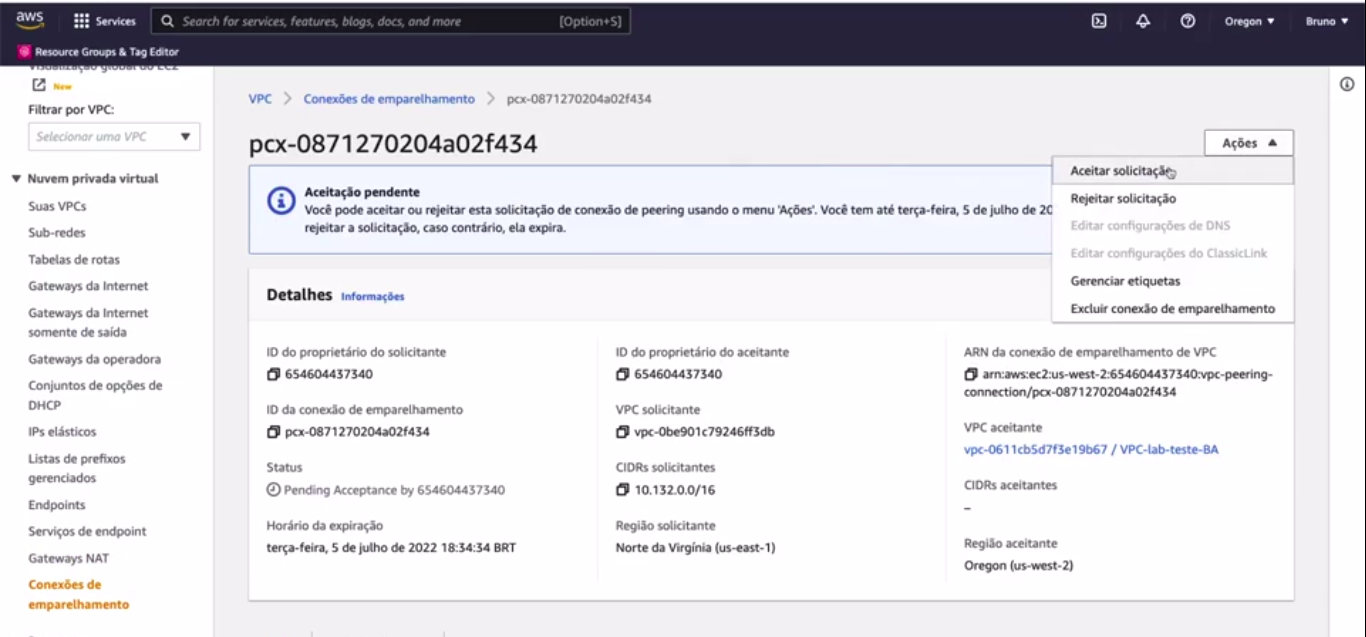 aws
Services
Search for services, features, blogs, docs, and more
[Option+S]
Oregon ▼
Bruno ▼
Resource Groups & Tag Editor
Visualização global do EC2
New
Filtrar por VPC:
Selecionar uma VPC
Nuvem privada virtual
Suas VPCs
Sub-redes
Tabelas de rotas
Gateways da Internet
Gateways da Internet
somente de saída
Gateways da operadora
Conjuntos de opções de
DHCP
IPs elásticos
Listas de prefixos
gerenciados
Endpoints
Serviços de endpoint
Gateways NAT
Conexões de
emparelhamento
VPC > Conexões de emparelhamento > pcx-0871270204a02f434
pcx-0871270204a02f434
Ações ▲
Aceitar solicitação
Rejeitar solicitação
Editar configurações de DNS
Editar configurações do ClassicLink
Gerenciar etiquetas
Excluir conexão de emparelhamento
Aceitação pendente
Você pode aceitar ou rejeitar esta solicitação de conexão de peering usando o menu 'Ações'. Você tem até terça-feira, 5 de julho de 20
rejeitar a solicitação, caso contrário, ela expira.
Detalhes Informações
ID do proprietário do solicitante
654604437340
ID da conexão de emparelhamento
pcx-0871270204a02f434
Status
Pending Acceptance by 654604437340
Horário da expiração
terça-feira, 5 de julho de 2022 18:34:34 BRT
ID do proprietário do aceitante
654604437340
VPC solicitante
vpc-0be901c79246ff3db
CIDRs solicitantes
10.132.0.0/16
Região solicitante
Norte da Virgínia (us-east-1)
ARN da conexão de emparelhamento de VPC
arn:aws:ec2:us-west-2:654604437340:vpc-peering-
connection/pcx-0871270204a02f434
VPC aceitante
vpc-0611cb5d7f3e19b67 / VPC-lab-teste-BA
CIDRs aceitantes
–
Região aceitante
Oregon (us-west-2)